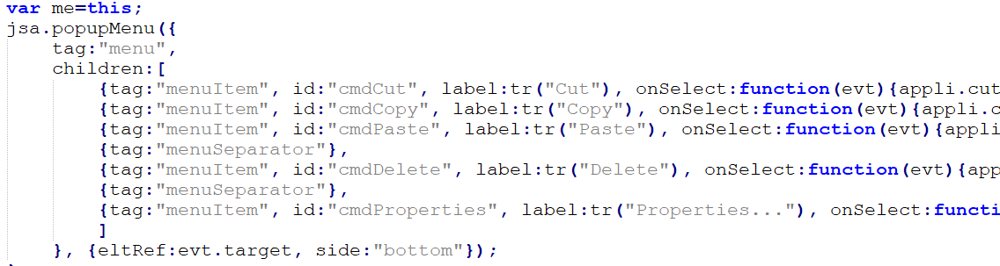 var me=this;
jsa.popupMenu({
tag:"menu",
children:[
{tag:"menuItem", id:"cmdCut", label:tr("Cut"), onSelect:function(evt){appli.cut
{tag:"menuItem", id:"cmdCopy", label:tr("Copy"), onSelect:function(evt){appli.c
{tag:"menuItem", id:"cmdPaste", label:tr("Paste"), onSelect:function(evt){appli
{tag:"menuSeparator"},
{tag:"menuItem", id:"cmdDelete", label:tr("Delete"), onSelect:function(evt){app
{tag:"menuSeparator"},
{tag:"menuItem", id:"cmdProperties", label:tr("Properties..."), onSelect:functi
]
}, {eltRef:evt.target, side:"bottom"});